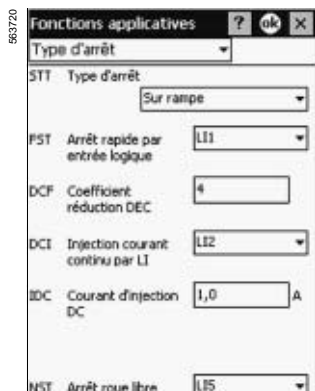 563720
Fonctions applicatives ? ok ×
Type d'arrêt
STT Type d'arrêt
Sur rampe
FST Arrêt rapide par entrée logique LI1
DCF Coefficient réduction DEC 4
DCI Injection courant continu par LI LI2
IDC Courant d'injection DC 1,0 A
NST Arrêt roue libre LI5